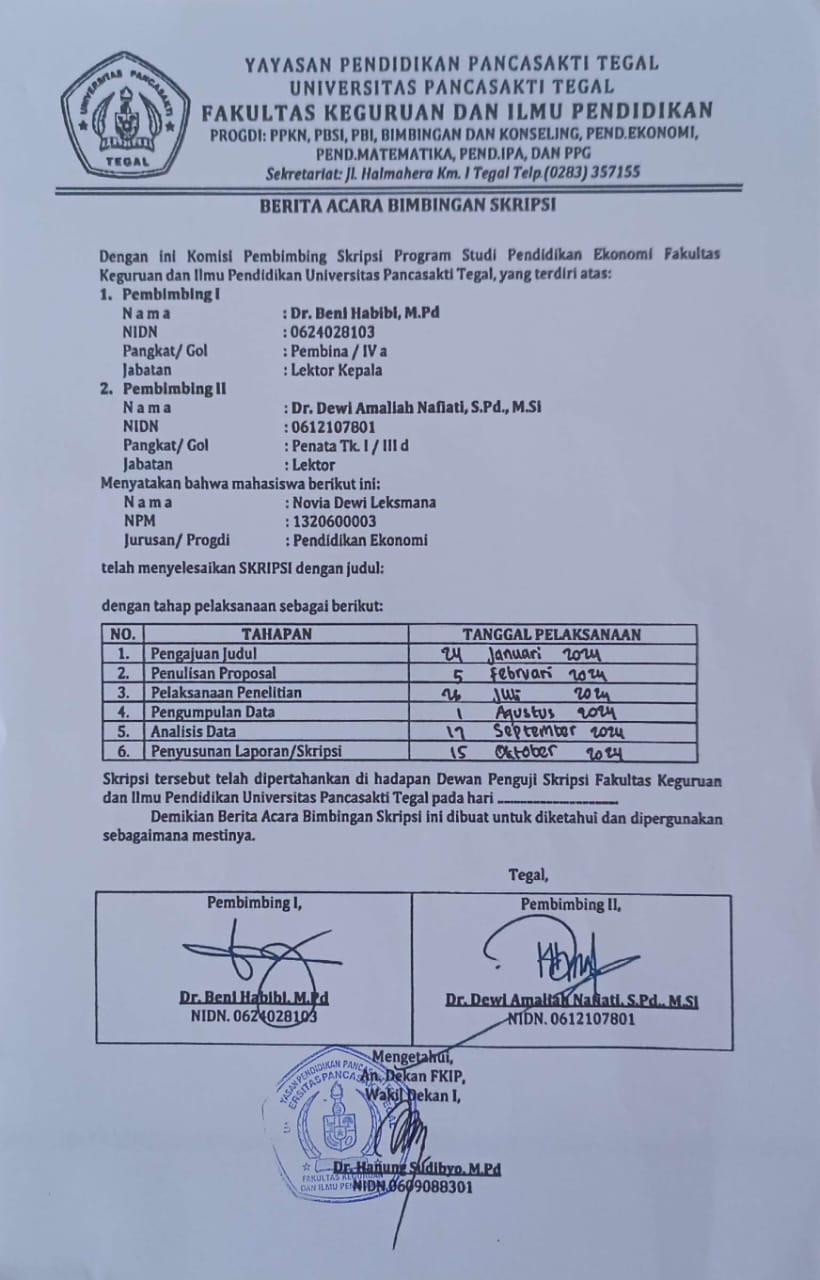 UNIVERSITAS PANCASAKTI
TEGAL
YAYASAN PENDIDIKAN PANCASAKTI TEGAL
UNIVERSITAS PANCASAKTI TEGAL
FAKULTAS KEGURUAN DAN ILMU PENDIDIKAN
PROGDI: PPKN, PBSI, PBI, BIMBINGAN DAN KONSELING, PEND.EKONOMI,
PEND.MATEMATIKA, PEND.IPA, DAN PPG
Sekretariat: Jl. Halmahera Km. 1 Tegal Telp.(0283) 357155
BERITA ACARA BIMBINGAN SKRIPSI
Dengan ini Komisi Pembimbing Skripsi Program Studi Pendidikan Ekonomi Fakultas
Keguruan dan Ilmu Pendidikan Universitas Pancasakti Tegal, yang terdiri atas:
1. Pembimbing I
N a m a : Dr. Beni Habibi, M.Pd
NIDN : 0624028103
Pangkat/ Gol : Pembina / IV a
Jabatan : Lektor Kepala
2. Pembimbing II
N a m a : Dr. Dewi Amaliah Nafiati, S.Pd., M.Si
NIDN : 0612107801
Pangkat/ Gol : Penata Tk. I / III d
Jabatan : Lektor
Menyatakan bahwa mahasiswa berikut ini:
N a m a : Novia Dewi Leksmana
NPM : 1320600003
Jurusan/ Progdi : Pendidikan Ekonomi
telah menyelesaikan SKRIPSI dengan judul:
dengan tahap pelaksanaan sebagai berikut:
NO. TAHAPAN TANGGAL PELAKSANAAN
1. Pengajuan Judul 24 Januari 2024
2. Penulisan Proposal 5 Februari 2024
3. Pelaksanaan Penelitian 26 Juli 2024
4. Pengumpulan Data 1 Agustus 2024
5. Analisis Data 17 September 2024
6. Penyusunan Laporan/Skripsi 15 Oktober 2024
Skripsi tersebut telah dipertahankan di hadapan Dewan Penguji Skripsi Fakultas Keguruan
dan Ilmu Pendidikan Universitas Pancasakti Tegal pada hari ........................
Demikian Berita Acara Bimbingan Skripsi ini dibuat untuk diketahui dan dipergunakan
sebagaimana mestinya.
Tegal,
Pembimbing I, Pembimbing II,
Dr. Beni Habibi, M.Pd Dr. Dewi Amaliah Nafiati, S.Pd., M.Si
NIDN. 0624028103 NIDN. 0612107801
Mengetahui,
An. Dekan FKIP,
Wakil Dekan I,
Dr. Hanung Sudibyo, M.Pd
NIDN.0609088301